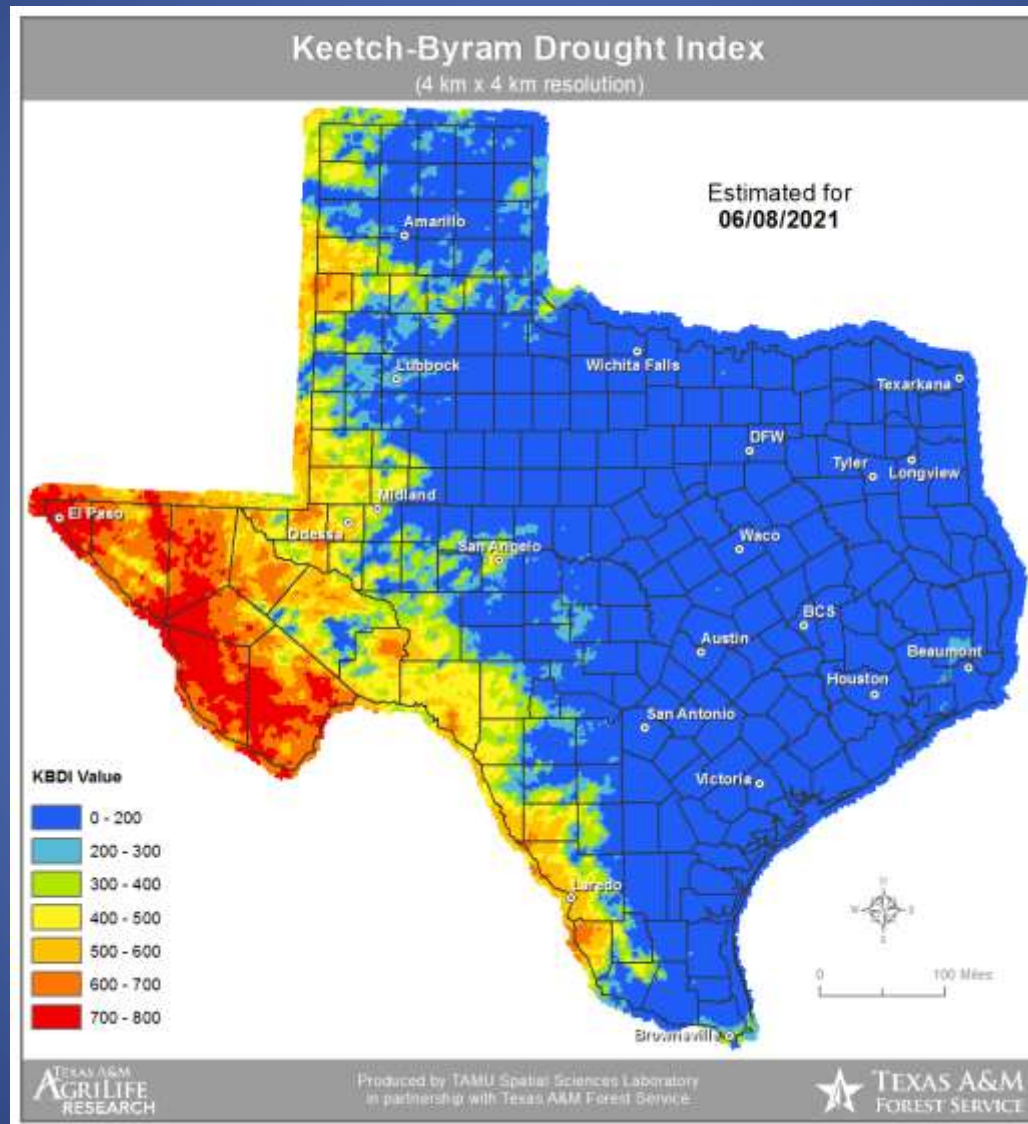 Keetch-Byram Drought Index
(4 km x 4 km resolution)
Estimated for
06/08/2021
Amarillo
Lubbock
Wichita Falls
Texarkana
DFW
Tyler
Longview
Midland
El Paso
Odessa
San Angelo
Waco
BCS
Austin
Beaumont
Houston
San Antonio
Victoria
Laredo
Brownsville
KBDI Value
0 - 200
200 - 300
300 - 400
400 - 500
500 - 600
600 - 700
700 - 800
N
W
E
S
0 100 Miles
TEXAS A&M
AGRILIFE
RESEARCH
Produced by TAMU Spatial Sciences Laboratory
in partnership with Texas A&M Forest Service
TEXAS A&M
FOREST SERVICE